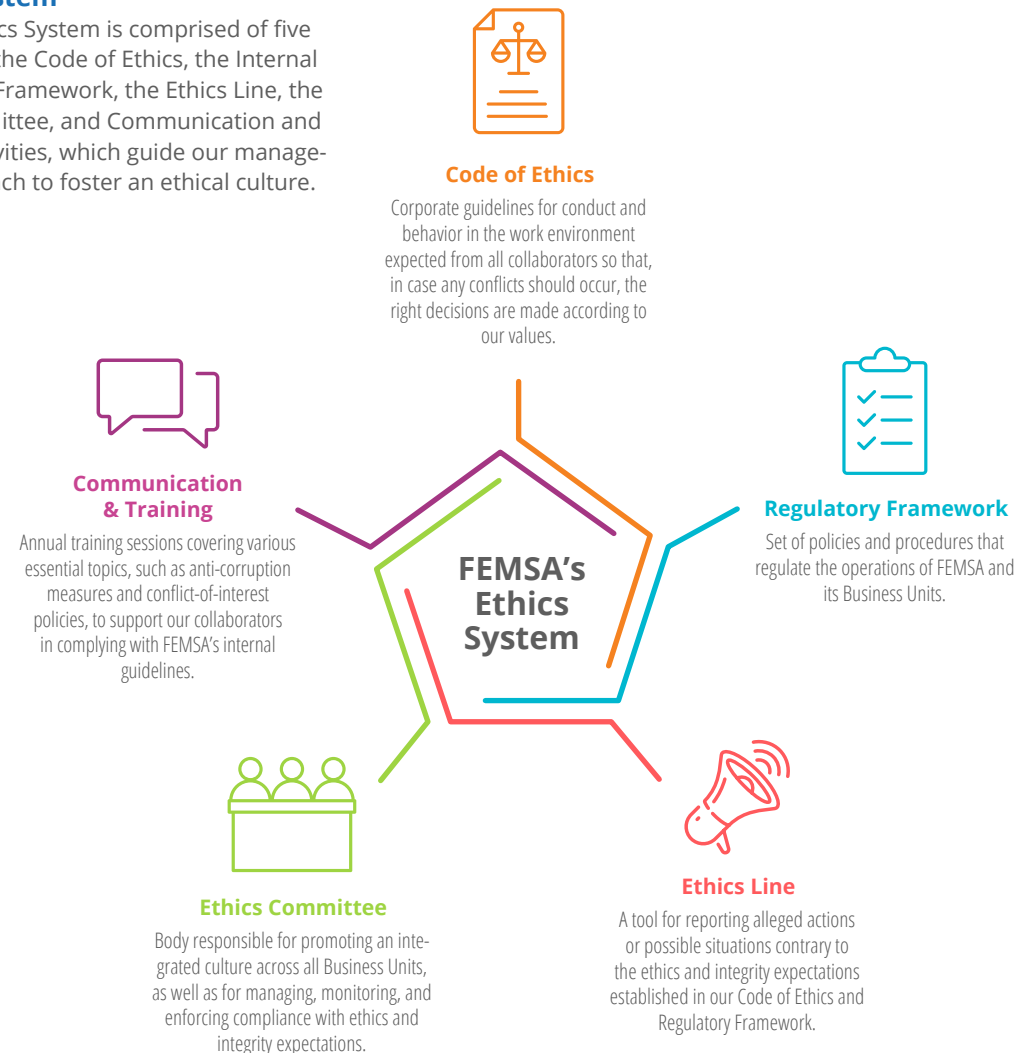 stem
cs System is comprised of five
the Code of Ethics, the Internal
Framework, the Ethics Line, the
ittee, and Communication and
vities, which guide our manage-
ch to foster an ethical culture.
Code of Ethics
Corporate guidelines for conduct and
behavior in the work environment
expected from all collaborators so that,
in case any conflicts should occur, the
right decisions are made according to
our values.
Communication
& Training
Annual training sessions covering various
essential topics, such as anti-corruption
measures and conflict-of-interest
policies, to support our collaborators
in complying with FEMSA’s internal
guidelines.
FEMSA’s
Ethics
System
Regulatory Framework
Set of policies and procedures that
regulate the operations of FEMSA and
its Business Units.
Ethics Committee
Body responsible for promoting an inte-
grated culture across all Business Units,
as well as for managing, monitoring, and
enforcing compliance with ethics and
integrity expectations.
Ethics Line
A tool for reporting alleged actions
or possible situations contrary to
the ethics and integrity expectations
established in our Code of Ethics and
Regulatory Framework.